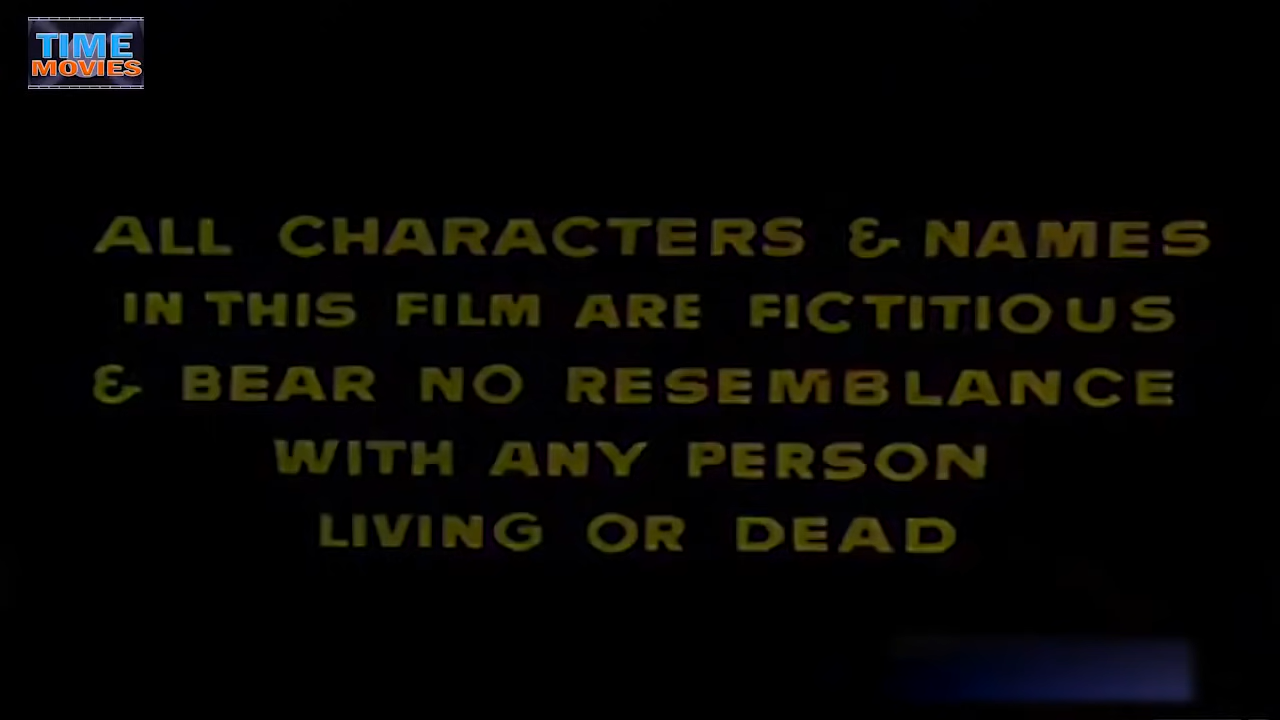 TIME
MOVIES
ALL CHARACTERS & NAMES
IN THIS FILM ARE FICTITIOUS
& BEAR NO RESEMBLANCE
WITH ANY PERSON
LIVING OR DEAD